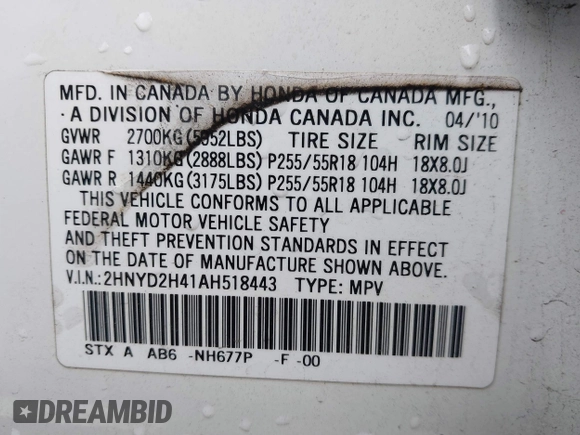 MFD. IN CANADA BY HONDA OF CANADA MFG.,
A DIVISION OF HONDA CANADA INC. 04/'10
GVWR 2700KG(5952LBS) TIRE SIZE RIM SIZE
GAWR F 1310KG(2888LBS) P255/55R18 104H 18X8.0J
GAWR R 1440KG(3175LBS) P255/55R18 104H 18X8.0J
THIS VEHICLE CONFORMS TO ALL APPLICABLE
FEDERAL MOTOR VEHICLE SAFETY
AND THEFT PREVENTION STANDARDS IN EFFECT
ON THE DATE OF MANUFACTURE SHOWN ABOVE.
V.I.N.:2HNYD2H41AH518443 TYPE: MPV
STX A AB6 -NH677P -F -00
DREAMBID